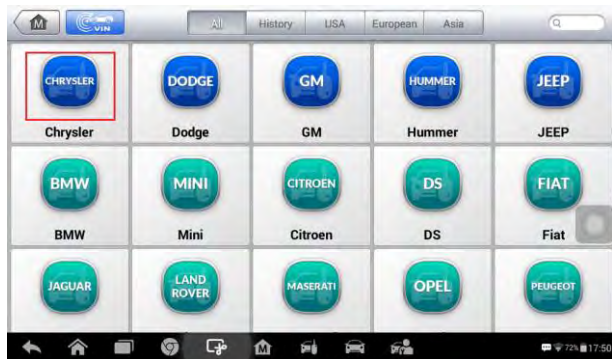 M VIN All History USA European Asia
CHRYSLER DODGE GM HUMMER JEEP
Chrysler Dodge GM Hummer JEEP
BMW MINI CITROEN DS FIAT
BMW Mini Citroen DS Fiat
JAGUAR LAND ROVER MASERATI OPEL PEUGEOT
M 72% 17:50